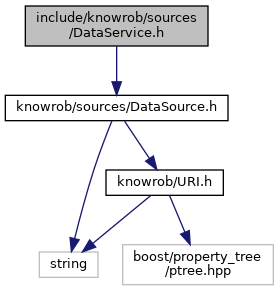 include/knowrob/sources
/DataService.h
knowrob/sources/DataSource.h
knowrob/URI.h
string
boost/property_tree
/ptree.hpp